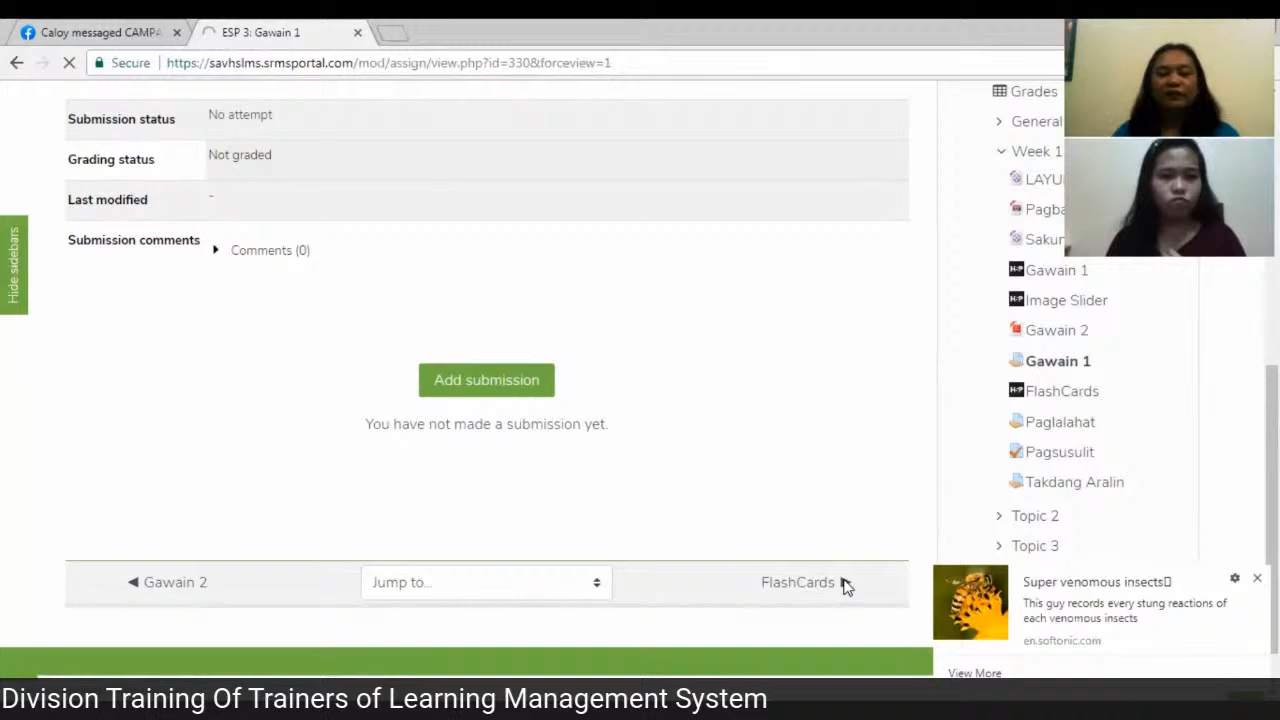 Caloy messaged CAMPA
ESP 3: Gawain 1
Secure
https://savhslms.srmsportal.com/mod/assign/view.php?id=330&forceview=1
Submission status No attempt
Grading status Not graded
Last modified -
Submission comments Comments (0)
Hide sidebars
Add submission
You have not made a submission yet.
Gawain 2
Jump to...
FlashCards
Grades
General
Week 1
LAYU
Pagba
Sakun
H-P Gawain 1
H-P Image Slider
Gawain 2
Gawain 1
H-P FlashCards
Paglalahat
Pagsusulit
Takdang Aralin
Topic 2
Topic 3
Super venomous insects
This guy records every stung reactions of
each venomous insects
en.softonic.com
View More
Division Training Of Trainers of Learning Management System